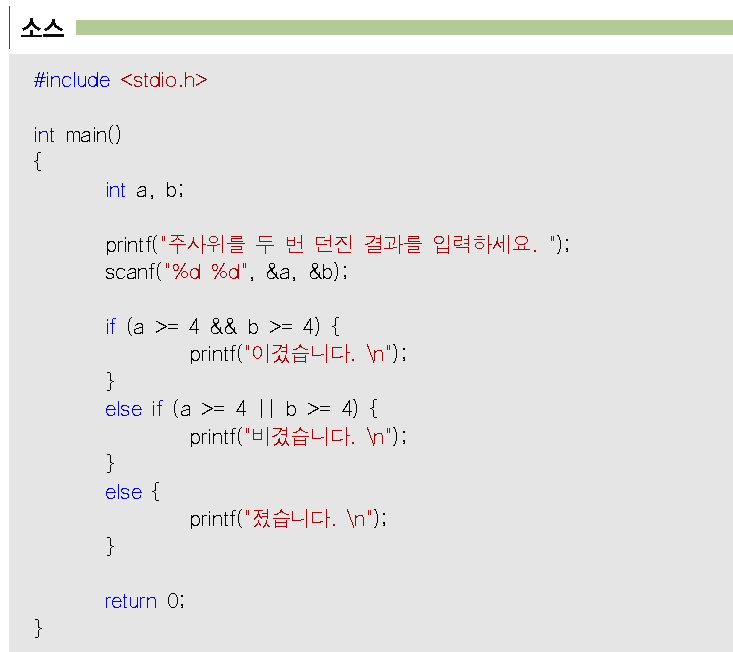 소스
#include <stdio.h>
int main()
{
int a, b;
printf("주사위를 두 번 던진 결과를 입력하세요. ");
scanf("%d %d", &a, &b);
if (a >= 4 && b >= 4) {
printf("이겼습니다. \n");
}
else if (a >= 4 || b >= 4) {
printf("비겼습니다. \n");
}
else {
printf("졌습니다. \n");
}
return 0;
}